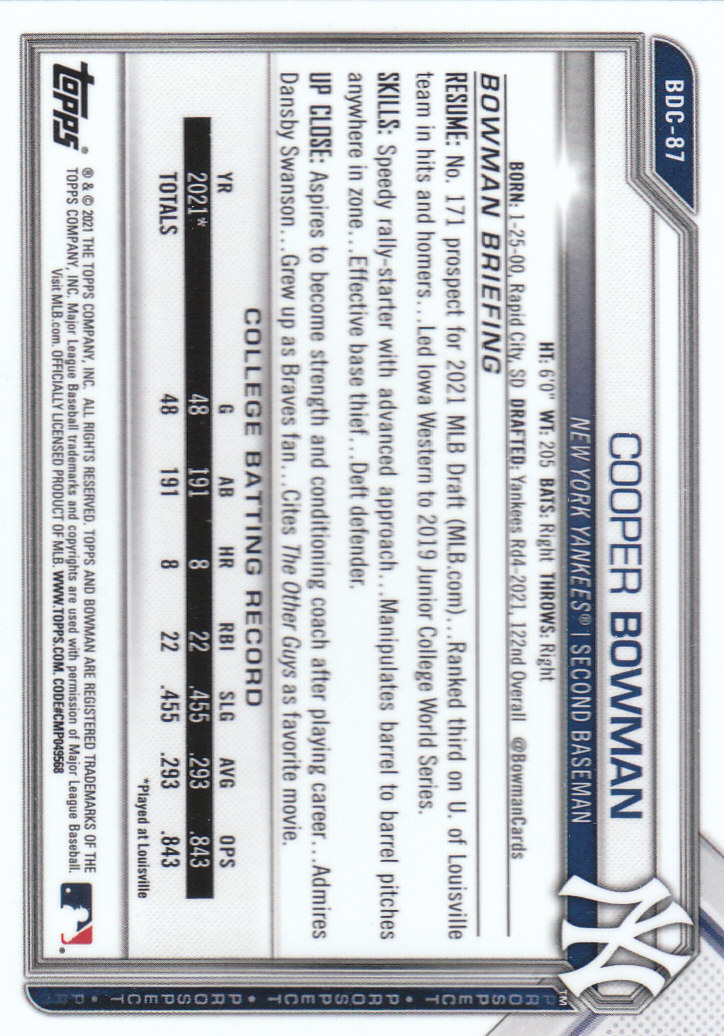 BDC-87
COOPER BOWMAN
NEW YORK YANKEES® | SECOND BASEMAN
HT: 6'0" WT: 205 BATS: Right THROWS: Right
BORN: 1-25-00, Rapid City, SD DRAFTED: Yankees Rd4-2021, 122nd Overall @BowmanCards
BOWMAN BRIEFING
RESUME: No. 171 prospect for 2021 MLB Draft (MLB.com)...Ranked third on U. of Louisville
team in hits and homers...Led Iowa Western to 2019 Junior College World Series.
SKILLS: Speedy rally-starter with advanced approach...Manipulates barrel to barrel pitches
anywhere in zone...Effective base thief...Deft defender.
UP CLOSE: Aspires to become strength and conditioning coach after playing career...Admires
Dansby Swanson...Grew up as Braves fan...Cites The Other Guys as favorite movie.
COLLEGE BATTING RECORD
YR G AB HR RBI SLG AVG OPS
2021* 48 191 8 22 .455 .293 .843
TOTALS 48 191 8 22 .455 .293 .843
*Played at Louisville
topps®
® & © 2021 THE TOPPS COMPANY, INC. ALL RIGHTS RESERVED. TOPPS AND BOWMAN ARE REGISTERED TRADEMARKS OF THE
TOPPS COMPANY, INC. Major League Baseball trademarks and copyrights are used with permission of Major League Baseball.
Visit MLB.com. OFFICIALLY LICENSED PRODUCT OF MLB. WWW.TOPPS.COM. CODE#CMP049568
NY
TM
PROSPECT • PROSPECT • PROSPECT • PR